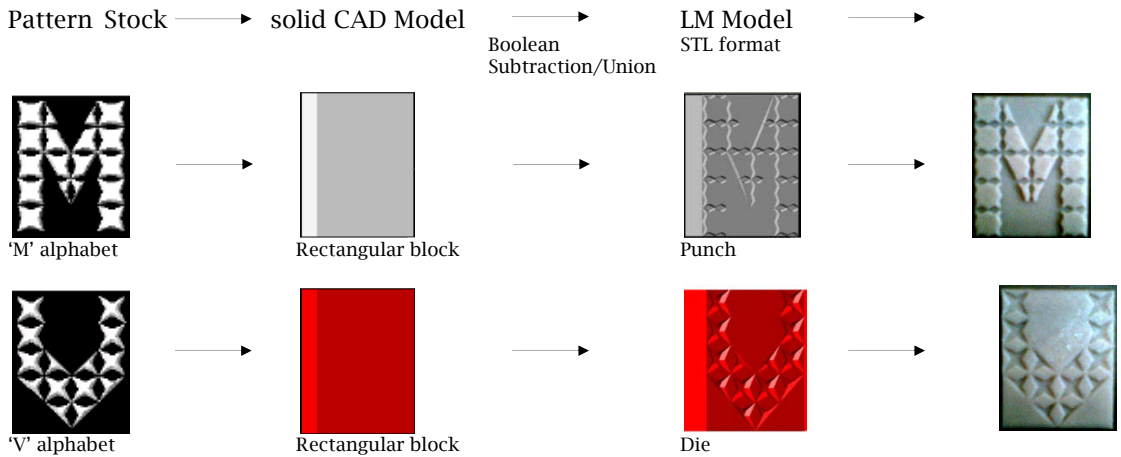 Pattern Stock
solid CAD Model
Boolean
Subtraction/Union
LM Model
STL format
‘M’ alphabet
Rectangular block
Punch
‘V’ alphabet
Rectangular block
Die